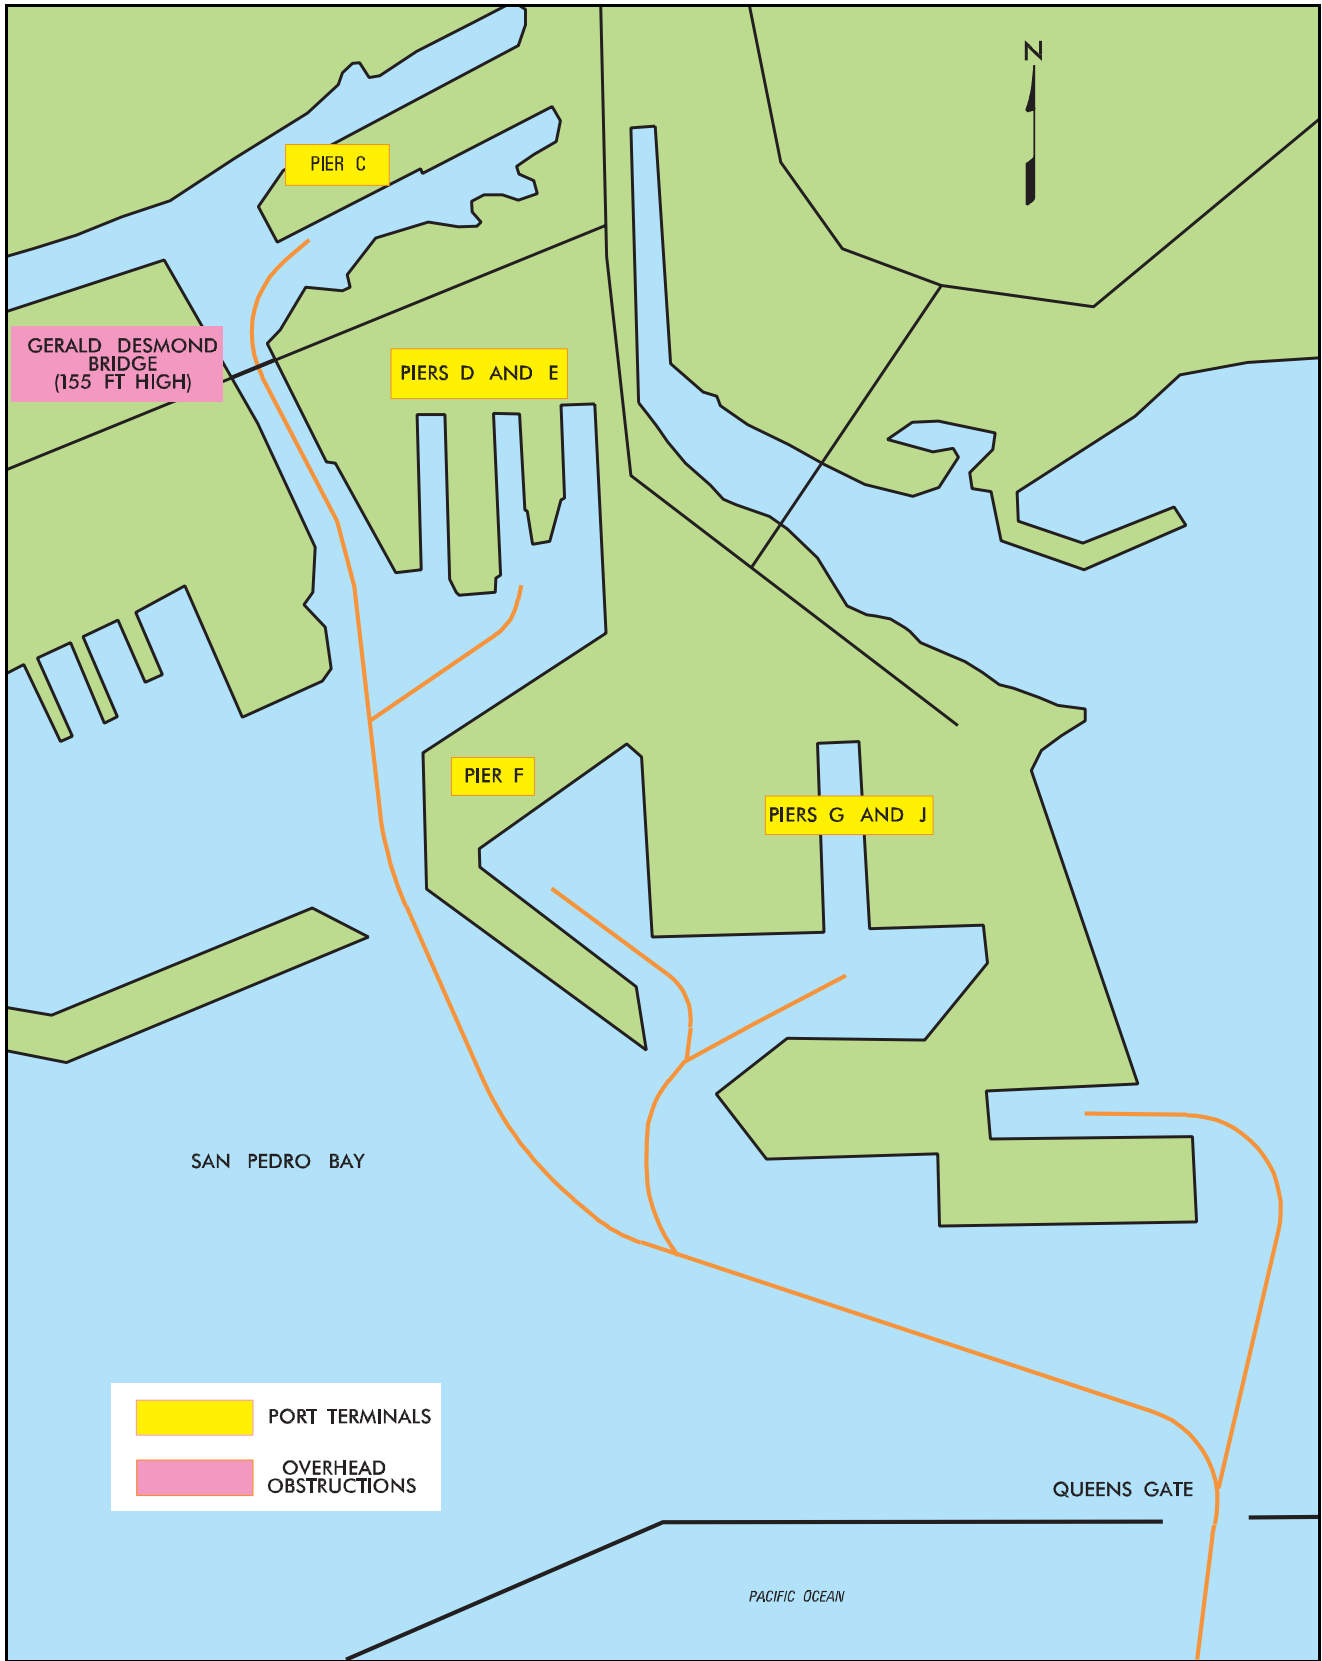 N
PIER C
GERALD DESMOND
BRIDGE
(155 FT HIGH)
PIERS D AND E
PIER F
PIERS G AND J
SAN PEDRO BAY
PORT TERMINALS
OVERHEAD
OBSTRUCTIONS
QUEENS GATE
PACIFIC OCEAN